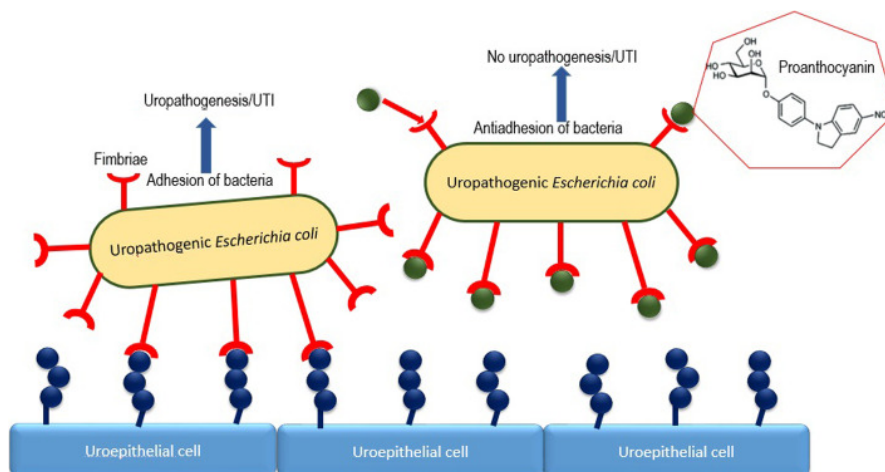 No uropathogenesis/UTI
Uropathogenesis/UTI
Antiadhesion of bacteria
Fimbriae
Adhesion of bacteria
Uropathogenic Escherichia coli
Uropathogenic Escherichia coli
OH
OH
HO
HO
O
O
N
Proanthocyanin
Uroepithelial cell
Uroepithelial cell
Uroepithelial cell